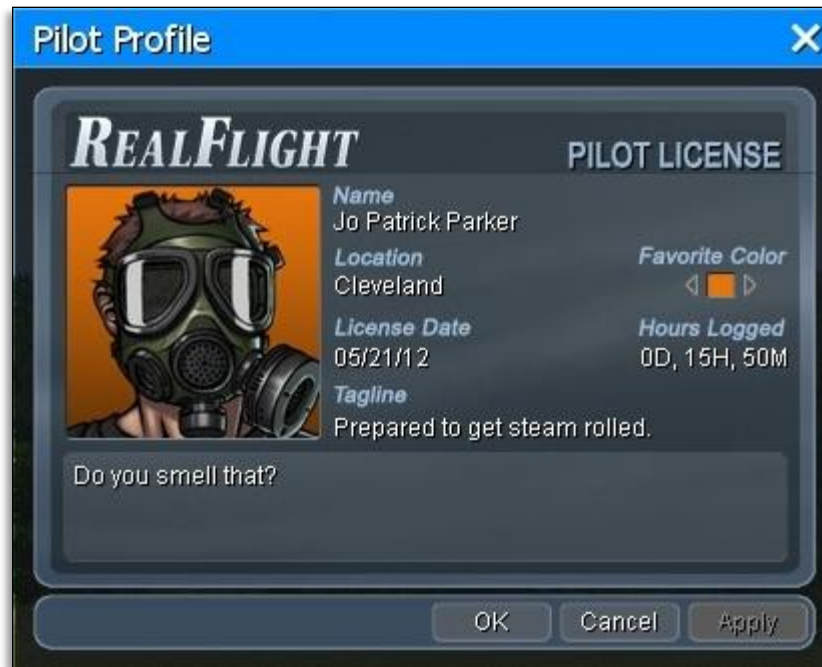 Pilot Profile
REALFLIGHT
PILOT LICENSE
Name
Jo Patrick Parker
Location
Favorite Color
Cleveland
License Date
Hours Logged
05/21/12
0D, 15H, 50M
Tagline
Prepared to get steam rolled.
Do you smell that?
OK
Cancel
Apply